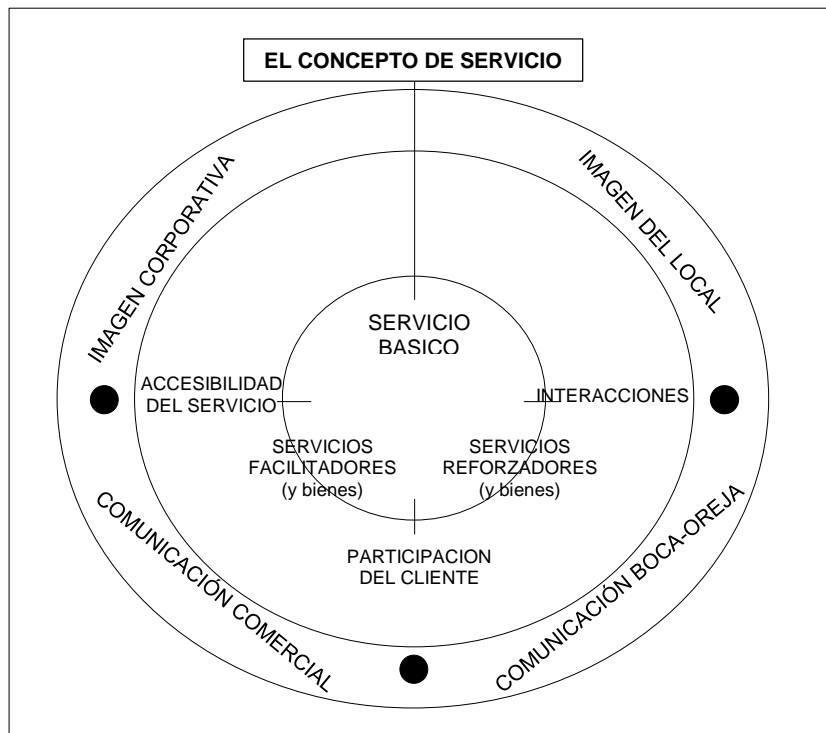 EL CONCEPTO DE SERVICIO
IMAGEN CORPORATIVA
IMAGEN DEL LOCAL
SERVICIO
BASICO
ACCESIBILIDAD
DEL SERVICIO
INTERACCIONES
SERVICIOS
FACILITADORES
(y bienes)
SERVICIOS
REFORZADORES
(y bienes)
PARTICIPACION
DEL CLIENTE
COMUNICACIÓN COMERCIAL
COMUNICACIÓN BOCA-OREJA